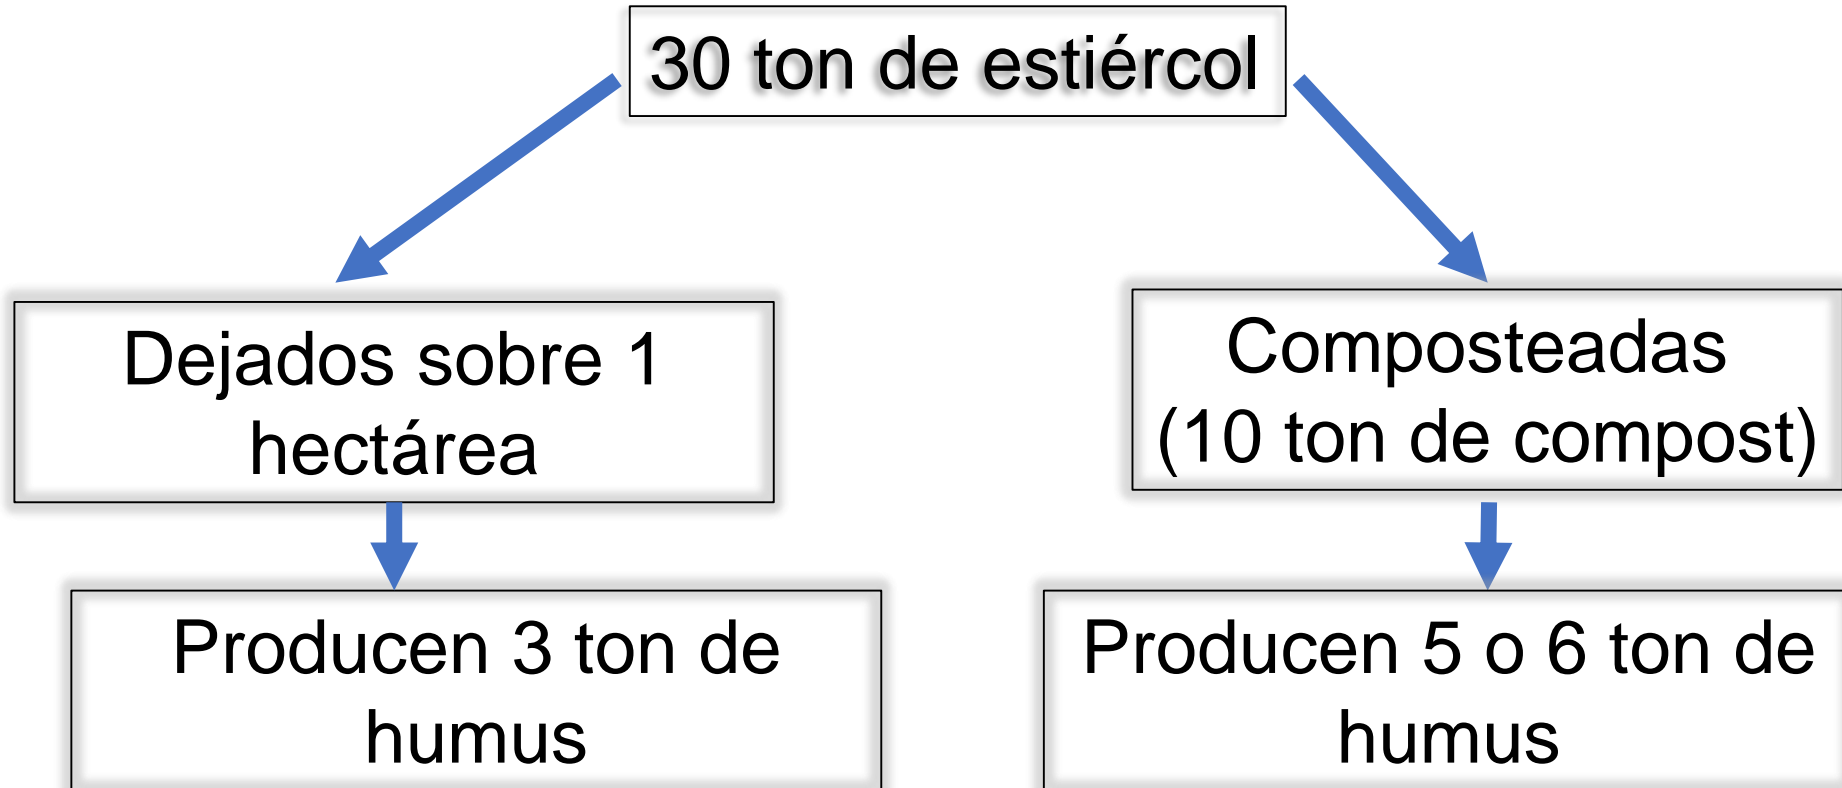 30 ton de estiércol
Dejados sobre 1
hectárea
Composteadas
(10 ton de compost)
Producen 3 ton de
humus
Producen 5 o 6 ton de
humus